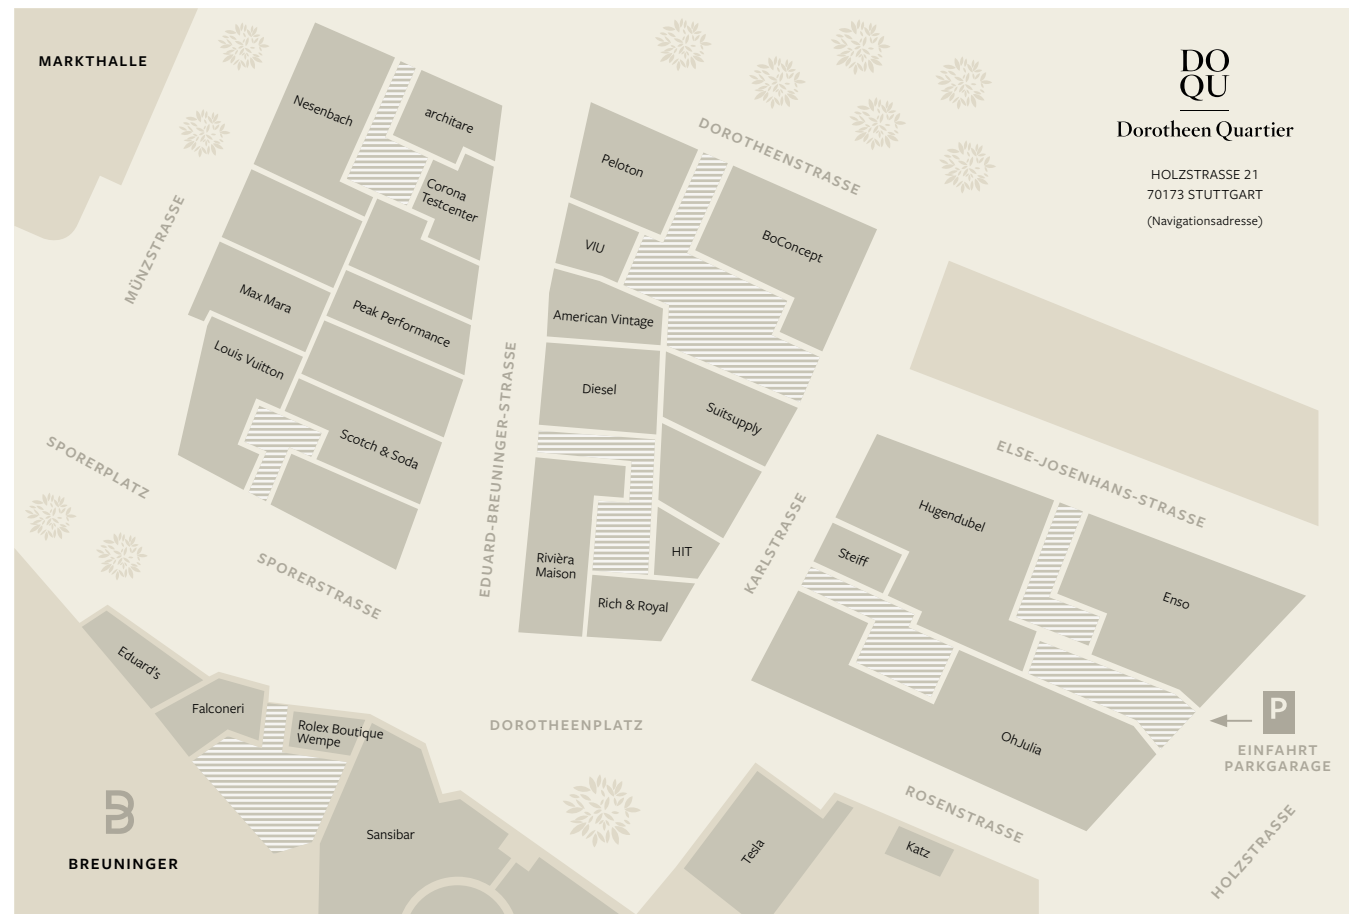 MARKTHALLE
DO
QU
Dorotheen Quartier
HOLZSTRASSE 21
70173 STUTTGART
(Navigationsadresse)
Nesenbach
architare
Corona
Testcenter
Max Mara
Peak Performance
Louis Vuitton
Scotch & Soda
MÜNZSTRASSE
SPORERPLATZ
SPORERSTRASSE
EDUARD-BREUNINGER-STRASSE
DOROTHEENSTRASSE
Peloton
BoConcept
VIU
American Vintage
Diesel
Suitsupply
HIT
Rivièra
Maison
Rich & Royal
KARLSTRASSE
ELSE-JOSENHANS-STRASSE
Hugendubel
Steiff
Enso
OhJulia
P
EINFAHRT
PARKGARAGE
HOLZSTRASSE
ROSENSTRASSE
DOROTHEENPLATZ
Eduard's
Falconeri
Rolex Boutique
Wempe
Sansibar
Tesla
Katz
B
BREUNINGER